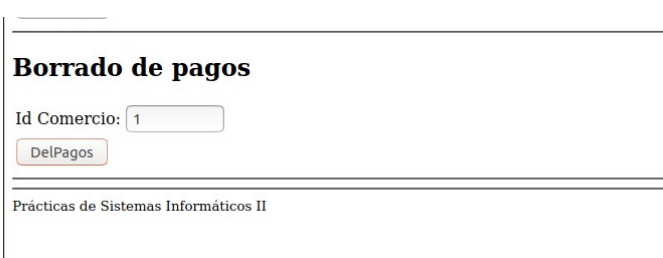 Borrado de pagos
Id Comercio: 1
DelPagos
Prácticas de Sistemas Informáticos II